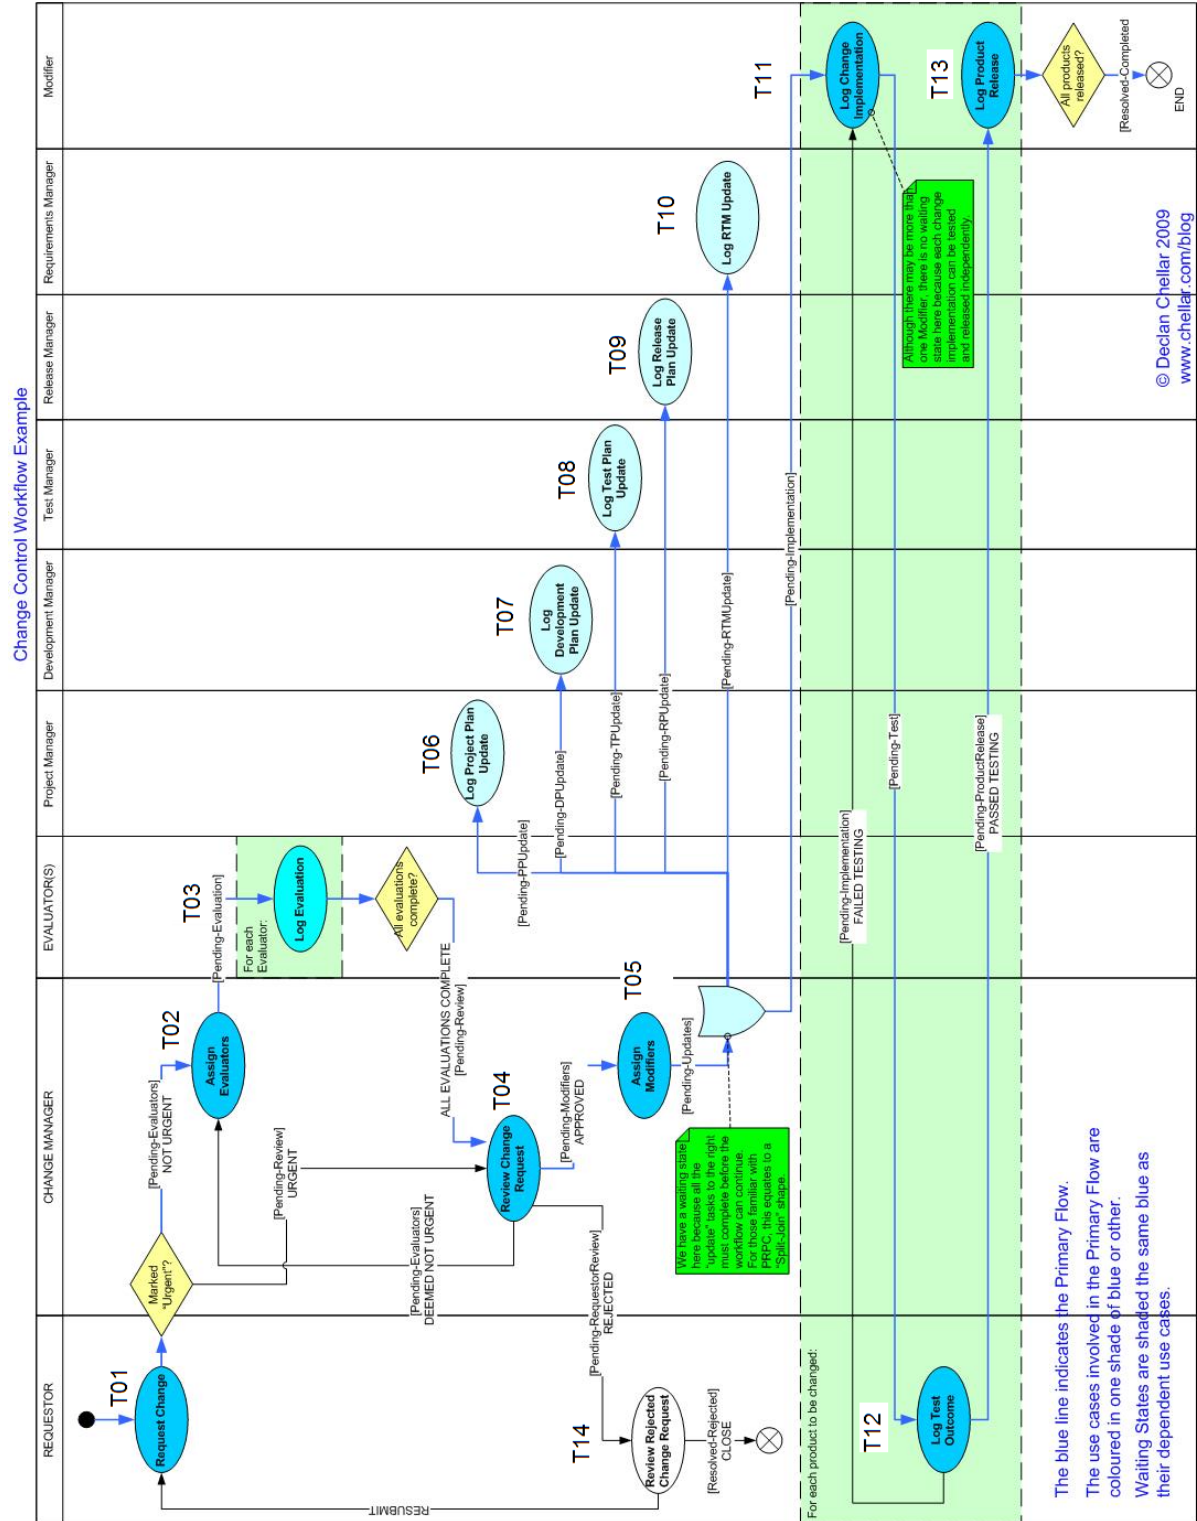 Change Control Workflow Example
REQUESTOR
CHANGE MANAGER
EVALUATOR(S)
Project Manager
Development Manager
Test Manager
Release Manager
Requirements Manager
Modifier
T01
Request Change
Marked
"Urgent"?
[Pending-Evaluators]
NOT URGENT
T02
Assign
Evaluators
[Pending-Evaluation]
T03
For each
Evaluator:
Log Evaluation
All evaluations
complete?
ALL EVALUATIONS COMPLETE
[Pending-Review]
[Pending-Review]
URGENT
T04
Review Change
Request
[Pending-Evaluators]
DEEMED NOT URGENT
[Pending-Modifiers]
APPROVED
[Pending-RequestorReview]
REJECTED
T14
Review Rejected
Change Request
RESUBMIT
[Resolved-Rejected]
CLOSE
T05
Assign
Modifiers
[Pending-Updates]
We have a waiting state
here because all the
"update" tasks to the right
must complete before the
workflow can continue.
For those familiar with
PRPC, this equates to a
"Split-Join" shape.
[Pending-PPUpdate]
T06
Log Project Plan
Update
[Pending-DPUpdate]
T07
Log
Development
Plan Update
[Pending-TPUpdate]
T08
Log Test Plan
Update
[Pending-RPUpdate]
T09
Log Release
Plan Update
[Pending-RTMUpdate]
T10
Log RTM Update
[Pending-Implementation]
T11
Log Change
Implementation
For each product to be changed:
[Pending-Implementation]
FAILED TESTING
Although there may be more than
one Modifier, there is no waiting
state here because each change
implementation can be tested
and released independently.
[Pending-Test]
T12
Log Test
Outcome
[Pending-ProductRelease]
PASSED TESTING
T13
Log Product
Release
All products
released?
[Resolved-Completed]
END
The blue line indicates the Primary Flow.
The use cases involved in the Primary Flow are
coloured in one shade of blue or other.
Waiting States are shaded the same blue as
their dependent use cases.
© Declan Chellar 2009
www.chellar.com/blog